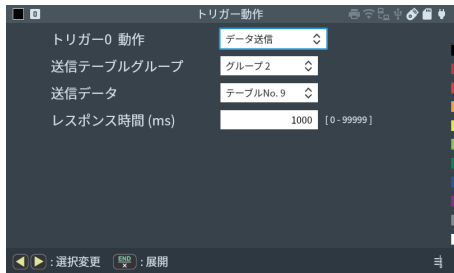 0 トリガー動作
トリガー0 動作 データ送信
送信テーブルグループ グループ 2
送信データ テーブルNo. 9
レスポンス時間 (ms) 1000 [ 0 - 99999 ]
: 選択変更 END × : 展開